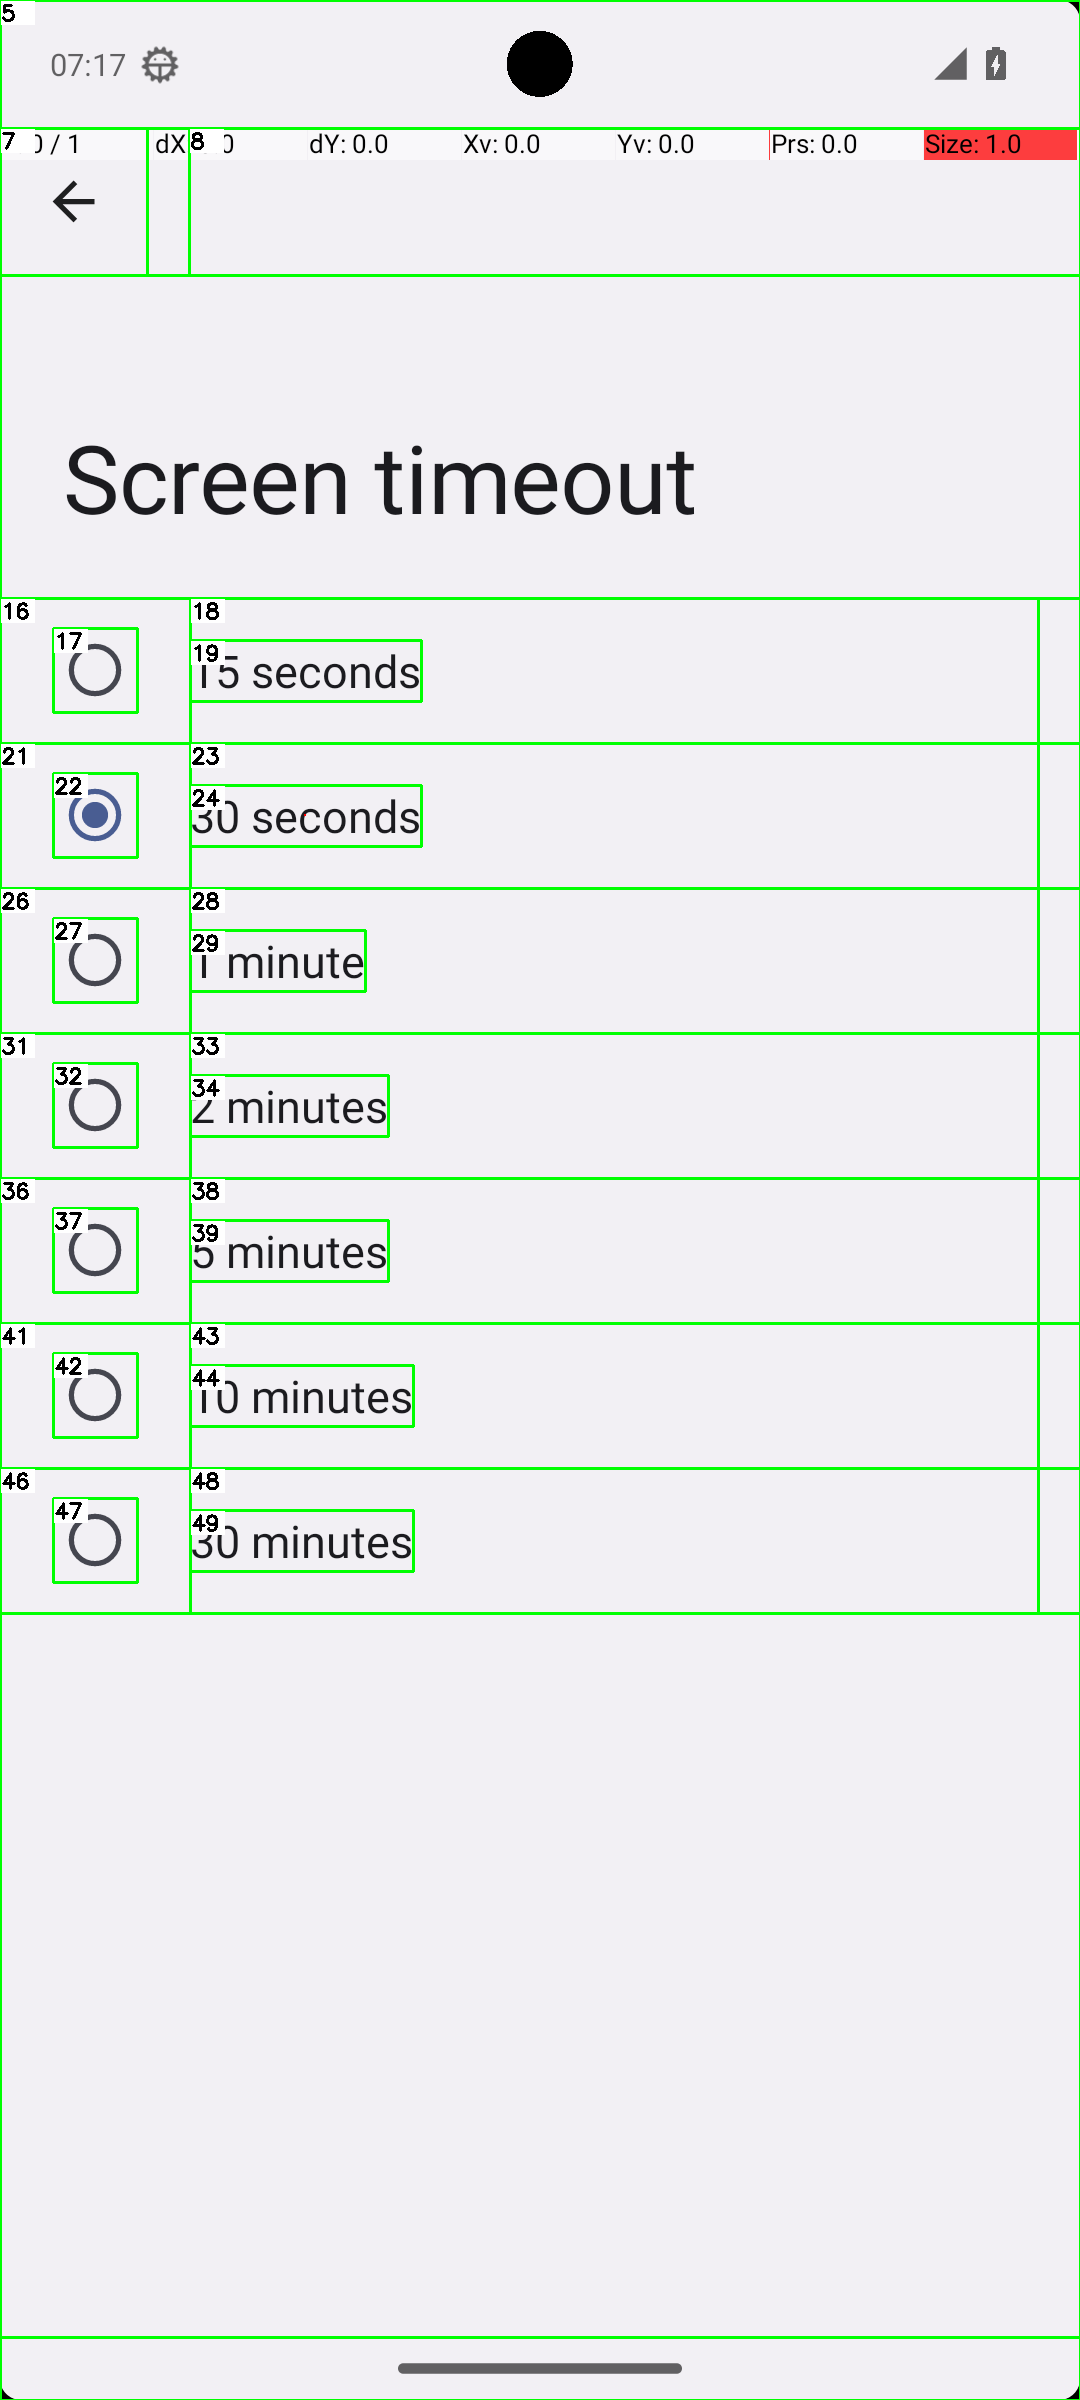 5
07:17
7 0 / 1 dX 8 0 dY: 0.0 Xv: 0.0 Yv: 0.0 Prs: 0.0 Size: 1.0
Screen timeout
16 18
17 19 15 seconds
21 23
22 24 30 seconds
26 28
27 29 1 minute
31 33
32 34 2 minutes
36 38
37 39 5 minutes
41 43
42 44 10 minutes
46 48
47 49 30 minutes